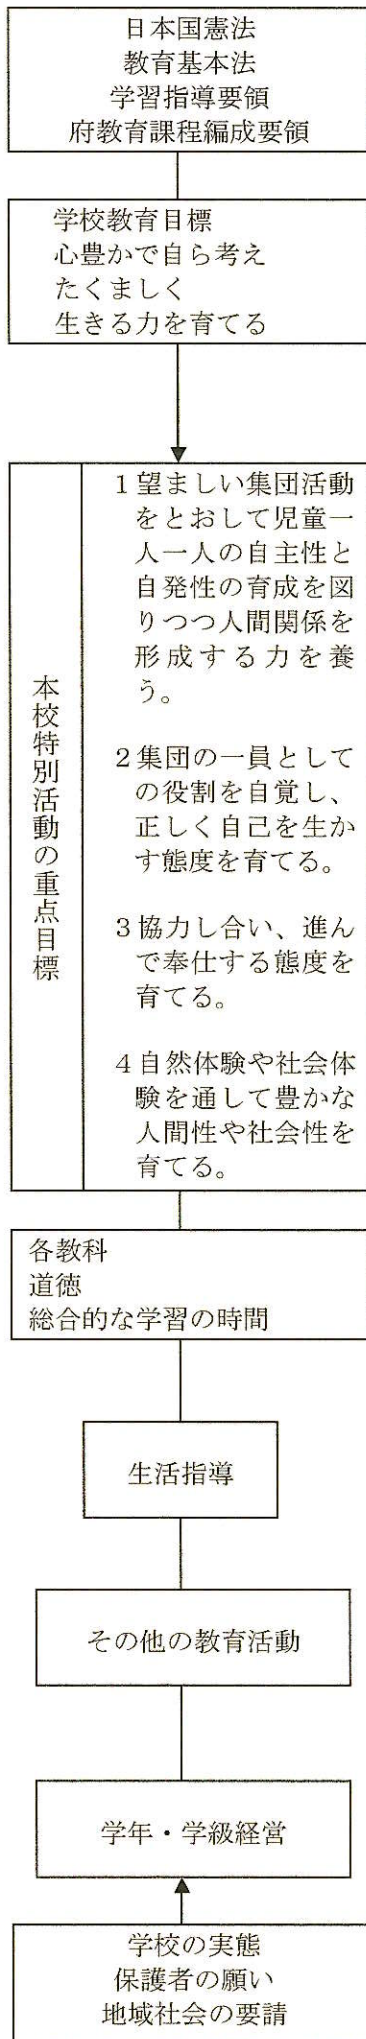 日本国憲法
教育基本法
学習指導要領
府教育課程編成要領
学校教育目標
心豊かで自ら考え
たくましく
生きる力を育てる
本校特別活動の重点目標
1 望ましい集団活動
をとおして児童一
人一人の自主性と
自発性の育成を図
りつつ人間関係を
形成する力を養
う。
2 集団の一員として
の役割を自覚し、
正しく自己を生か
す態度を育てる。
3 協力し合い、進ん
で奉仕する態度を
育てる。
4 自然体験や社会体
験を通して豊かな
人間性や社会性を
育てる。
各教科
道徳
総合的な学習の時間
生活指導
その他の教育活動
学年・学級経営
学校の実態
保護者の願い
地域社会の要請